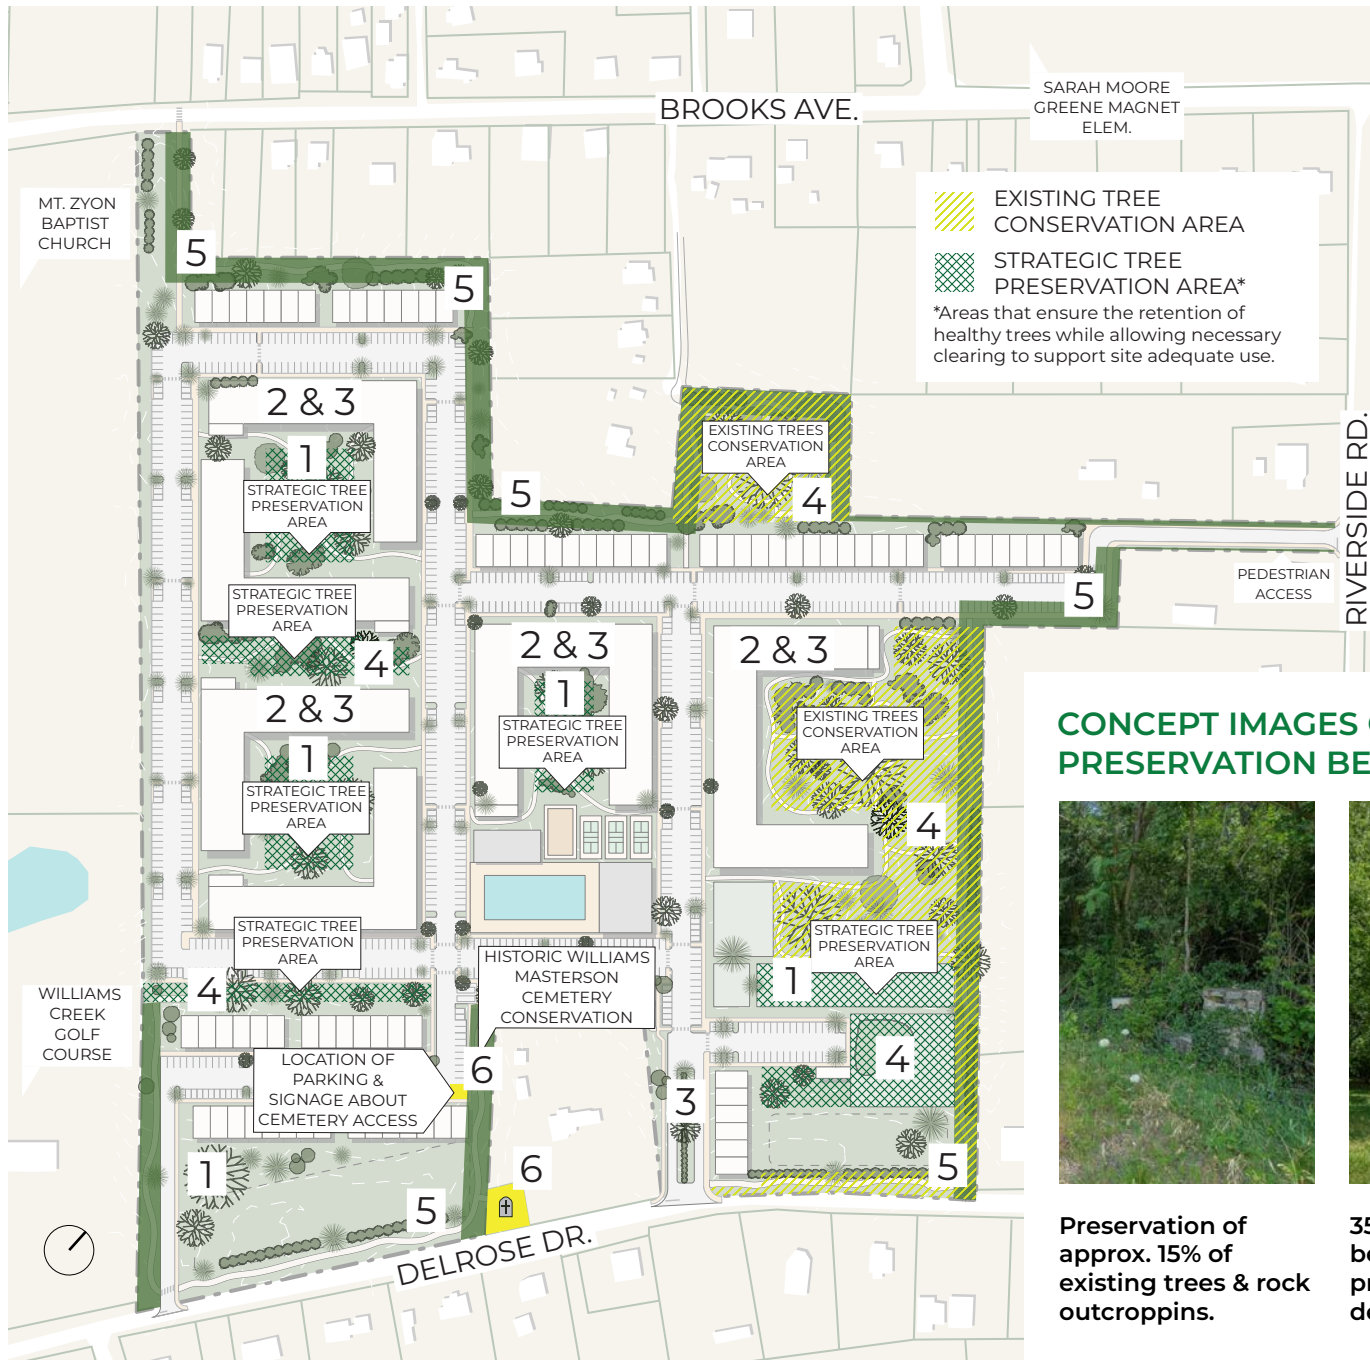 BROOKS AVE.
SARAH MOORE
GREENE MAGNET
ELEM.
MT. ZYON
BAPTIST
CHURCH
EXISTING TREE
CONSERVATION AREA
STRATEGIC TREE
PRESERVATION AREA*
*Areas that ensure the retention of
healthy trees while allowing necessary
clearing to support site adequate use.
5
5
2 & 3
1
STRATEGIC TREE
PRESERVATION
AREA
EXISTING TREES
CONSERVATION
AREA
4
5
RIVERSIDE RD.
PEDESTRIAN
ACCESS
5
STRATEGIC TREE
PRESERVATION
AREA
4
2 & 3
1
STRATEGIC TREE
PRESERVATION
AREA
2 & 3
1
STRATEGIC TREE
PRESERVATION
AREA
2 & 3
EXISTING TREES
CONSERVATION
AREA
4
STRATEGIC TREE
PRESERVATION
AREA
1
4
STRATEGIC TREE
PRESERVATION
AREA
4
HISTORIC WILLIAMS
MASTERSON
CEMETERY
CONSERVATION
WILLIAMS
CREEK
GOLF
COURSE
LOCATION OF
PARKING &
SIGNAGE ABOUT
CEMETERY ACCESS
6
3
1
6
5
5
DELROSE DR.
CONCEPT IMAGES
PRESERVATION
Preservation of
approx. 15% of
existing trees & rock
outcroppins.
35